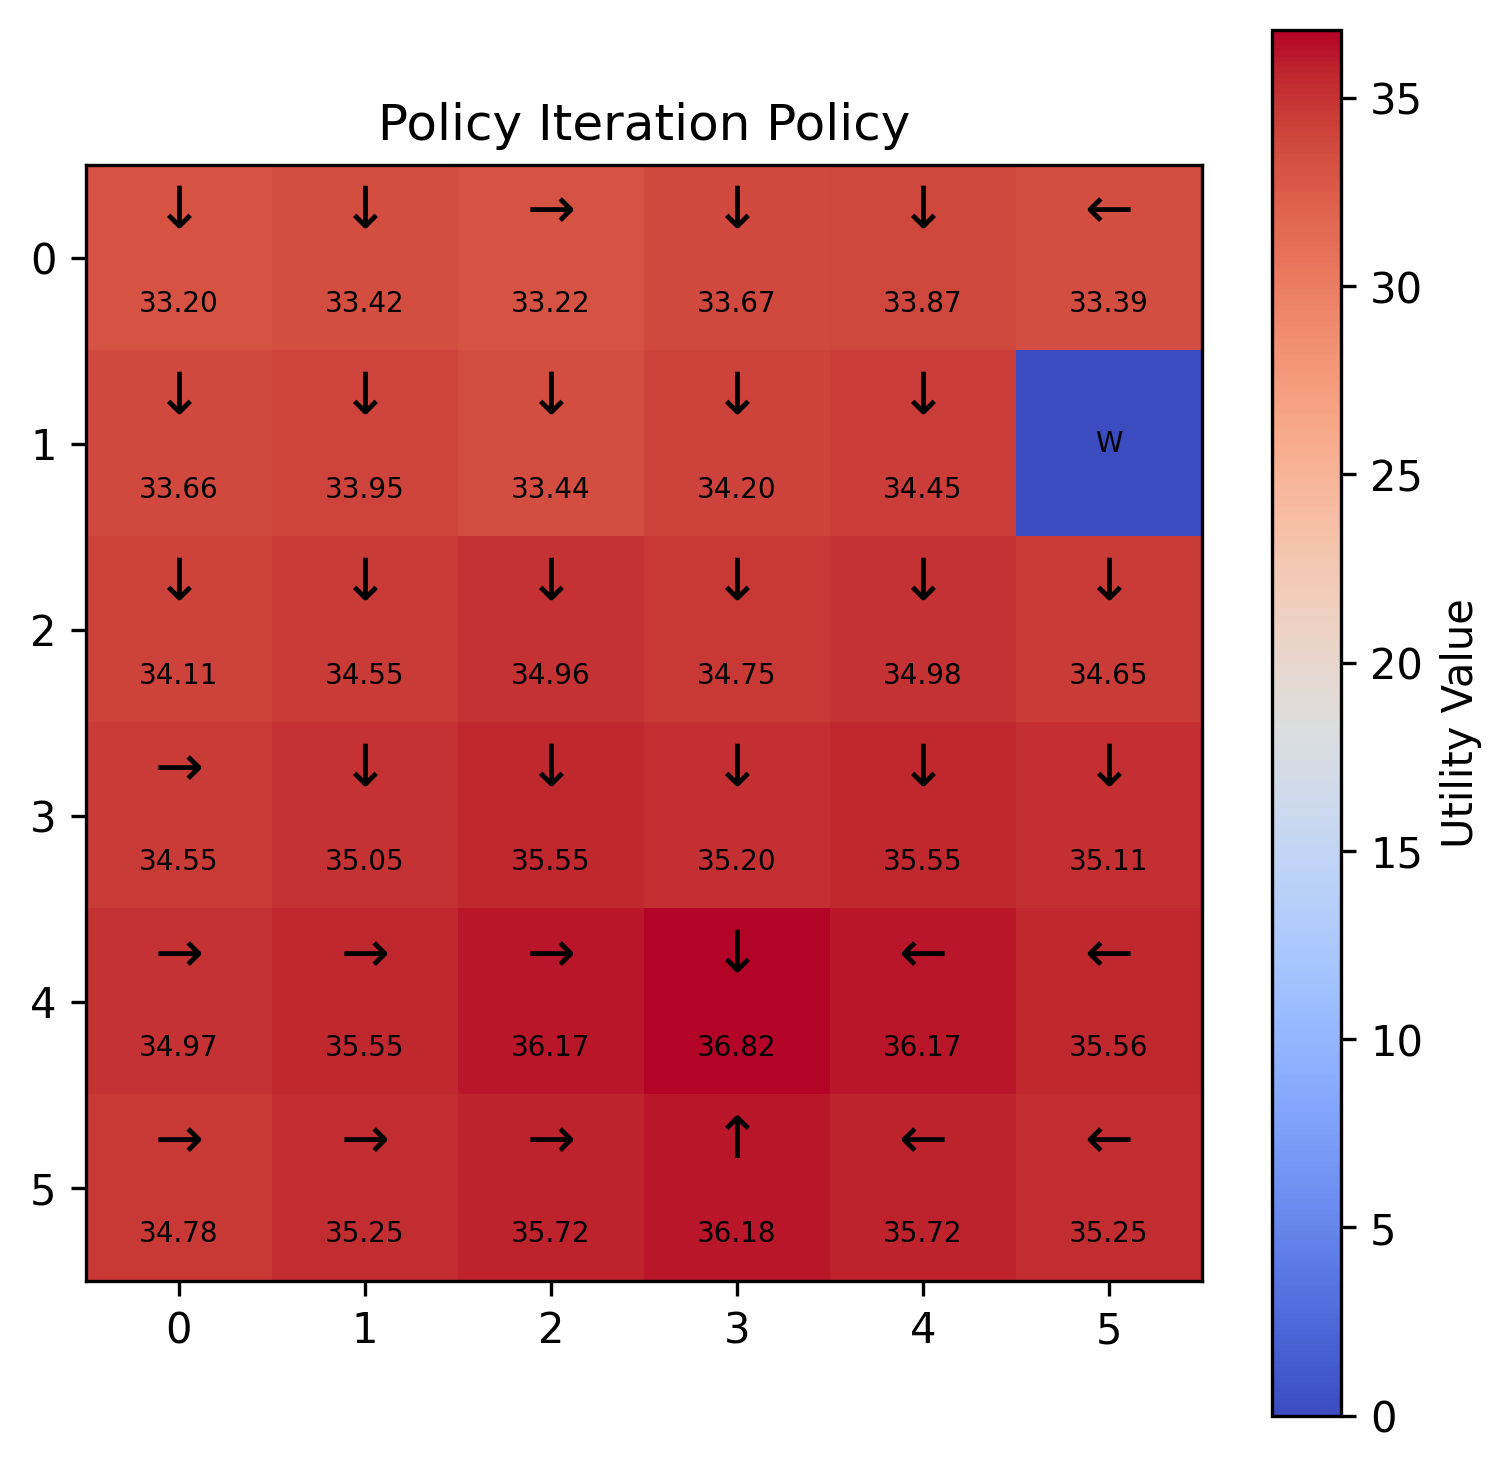 Policy Iteration Policy
↓ ↓ → ↓ ↓ ←
0
33.20 33.42 33.22 33.67 33.87 33.39
↓ ↓ ↓ ↓ ↓
1 W
33.66 33.95 33.44 34.20 34.45
↓ ↓ ↓ ↓ ↓ ↓
2
34.11 34.55 34.96 34.75 34.98 34.65
→ ↓ ↓ ↓ ↓ ↓
3
34.55 35.05 35.55 35.20 35.55 35.11
→ → → ↓ ← ←
4
34.97 35.55 36.17 36.82 36.17 35.56
→ → → ↑ ← ←
5
34.78 35.25 35.72 36.18 35.72 35.25
0 1 2 3 4 5
35
30
25
20
15
10
5
0
Utility Value